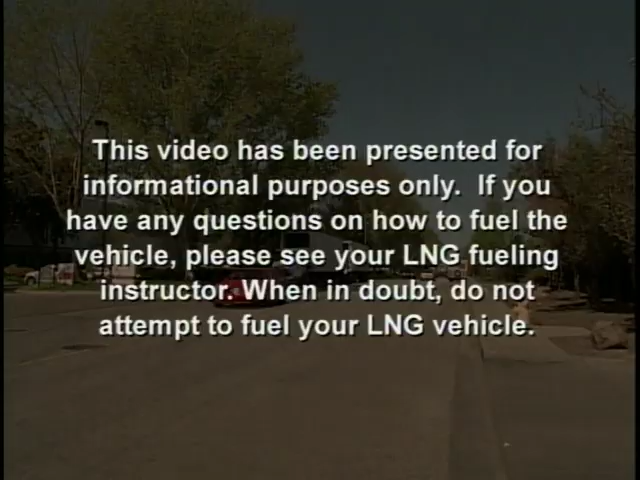 This video has been presented for
informational purposes only.  If you
have any questions on how to fuel the
vehicle, please see your LNG fueling
instructor. When in doubt, do not
attempt to fuel your LNG vehicle.